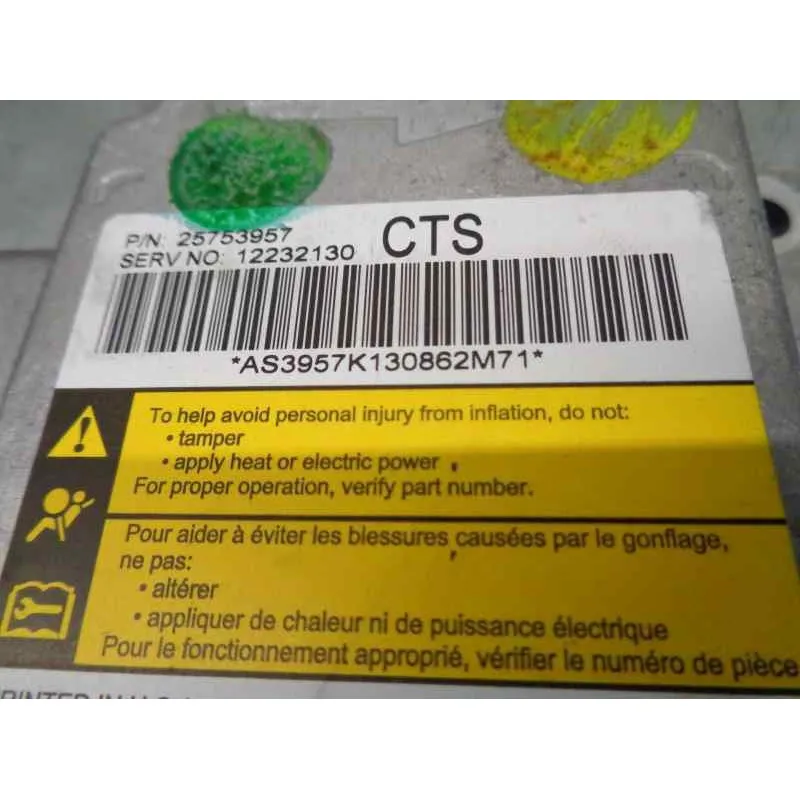 P/N: 25753957
SERV NO: 12232130 CTS
*AS3957K130862M71*
To help avoid personal injury from inflation, do not:
• tamper
• apply heat or electric power
For proper operation, verify part number.
Pour aider à éviter les blessures causées par le gonflage,
ne pas:
• altérer
• appliquer de chaleur ni de puissance électrique
Pour le fonctionnement approprié, vérifier le numéro de pièce
PRINTED IN